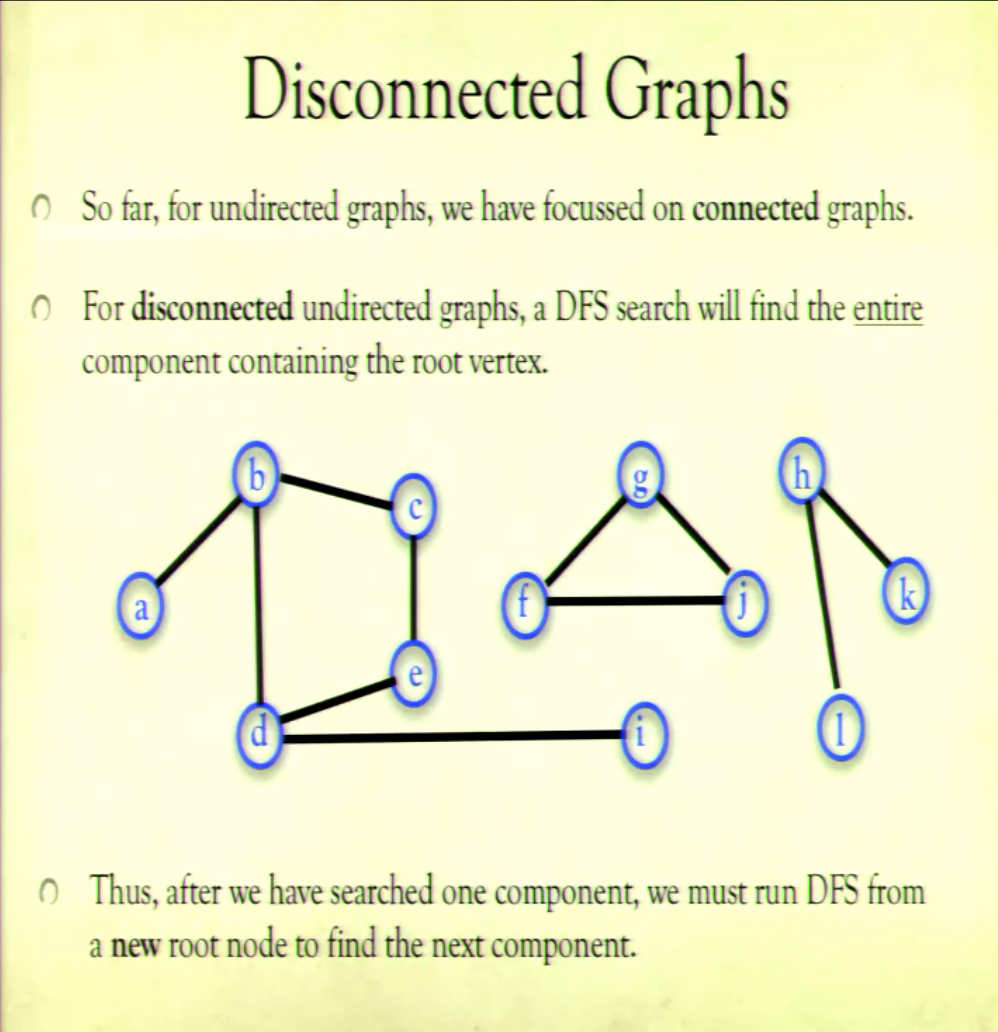 Disconnected Graphs
So far, for undirected graphs, we have focussed on connected graphs.
For disconnected undirected graphs, a DFS search will find the entire
component containing the root vertex.
b
c
g
h
a
f
j
k
e
d
i
l
Thus, after we have searched one component, we must run DFS from
a new root node to find the next component.